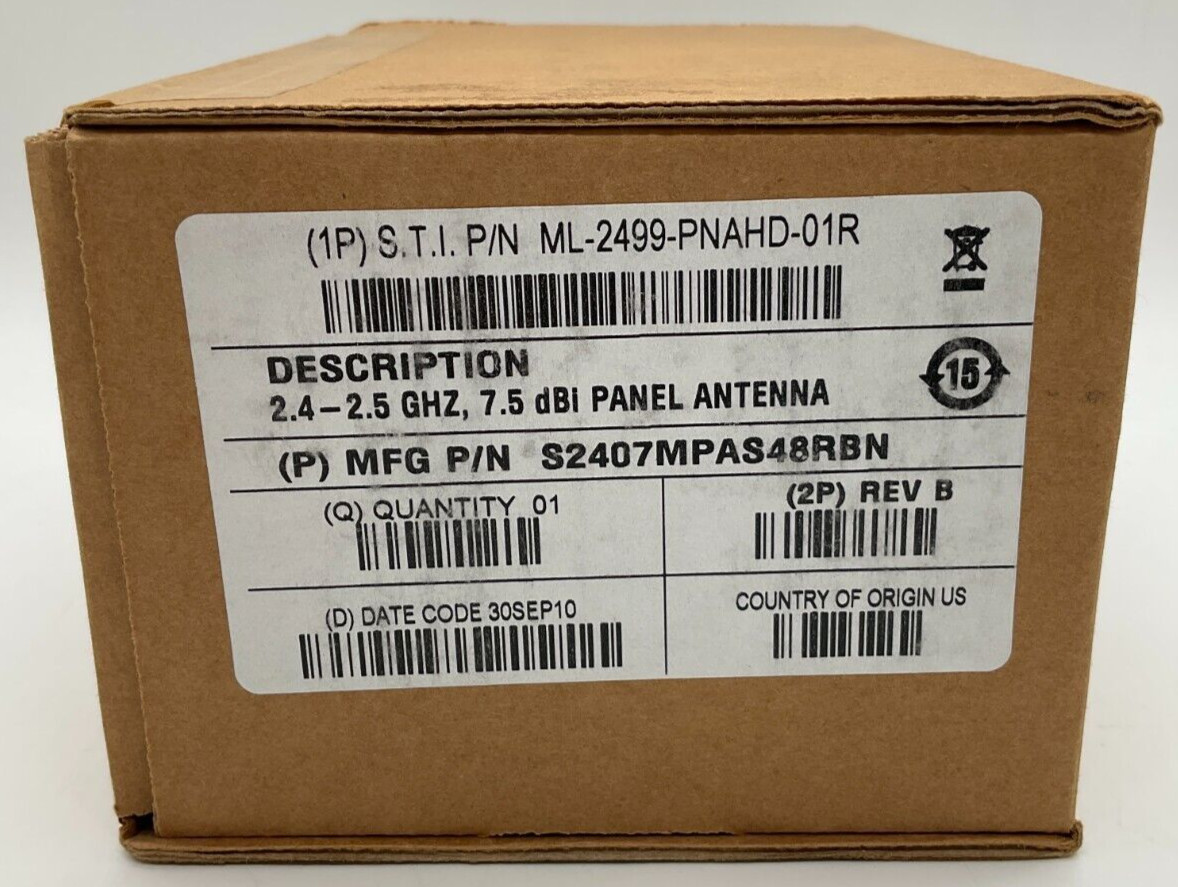 (1P) S.T.I. P/N ML-2499-PNAHD-01R
DESCRIPTION
2.4-2.5 GHZ, 7.5 dBi PANEL ANTENNA
15
(P) MFG P/N S2407MPAS48RBN
(Q) QUANTITY 01
(2P) REV B
(D) DATE CODE 30SEP10
COUNTRY OF ORIGIN US